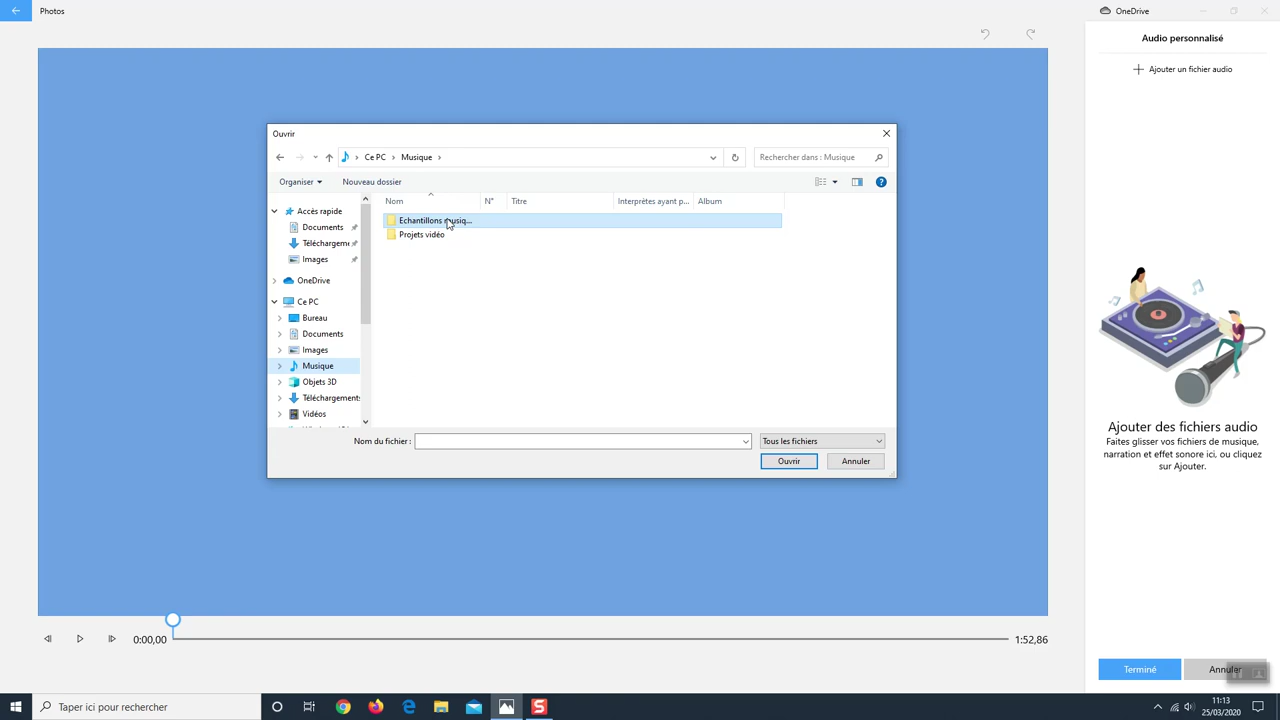 Photos
OneDrive
Audio personnalisé
Ajouter un fichier audio
Ouvrir
Ce PC
Musique
Rechercher dans : Musique
Organiser
Nouveau dossier
Nom
N°
Titre
Interprètes ayant p...
Album
Accès rapide
Documents
Téléchargeme
Images
OneDrive
Ce PC
Bureau
Documents
Images
Musique
Objets 3D
Téléchargements
Vidéos
Echantillons musiq...
Projets vidéo
Nom du fichier :
Tous les fichiers
Ouvrir
Annuler
Ajouter des fichiers audio
Faites glisser vos fichiers de musique,
narration et effet sonore ici, ou cliquez
sur Ajouter.
0:00,00
1:52,86
Terminé
Annuler
Taper ici pour rechercher
11:13
25/03/2020